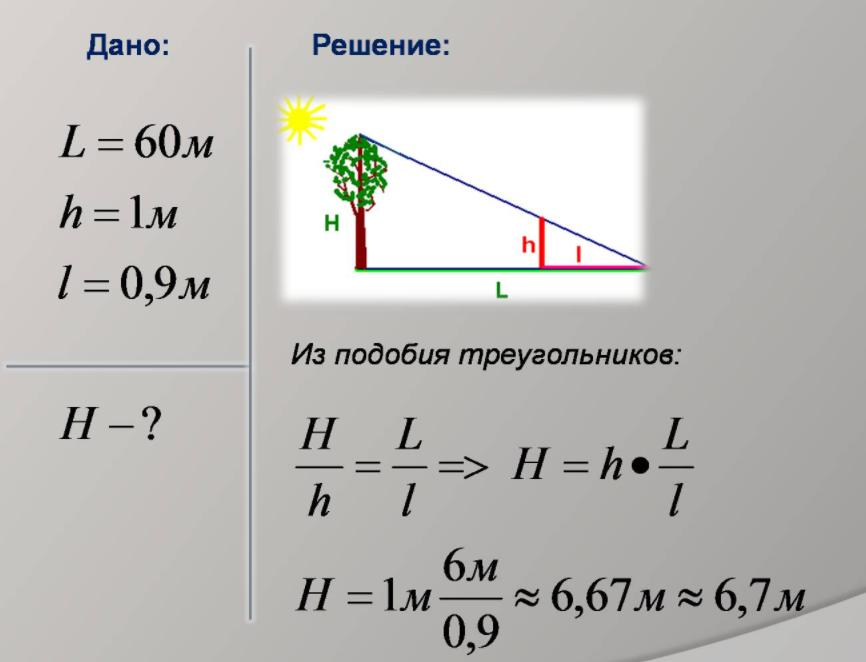 Дано:
L = 60м
h = 1м
l = 0,9м
H – ?
Решение:
H
h
l
L
Из подобия треугольников:
H/h = L/l => H = h • L/l
H = 1м 6м/0,9 ≈ 6,67м ≈ 6,7м